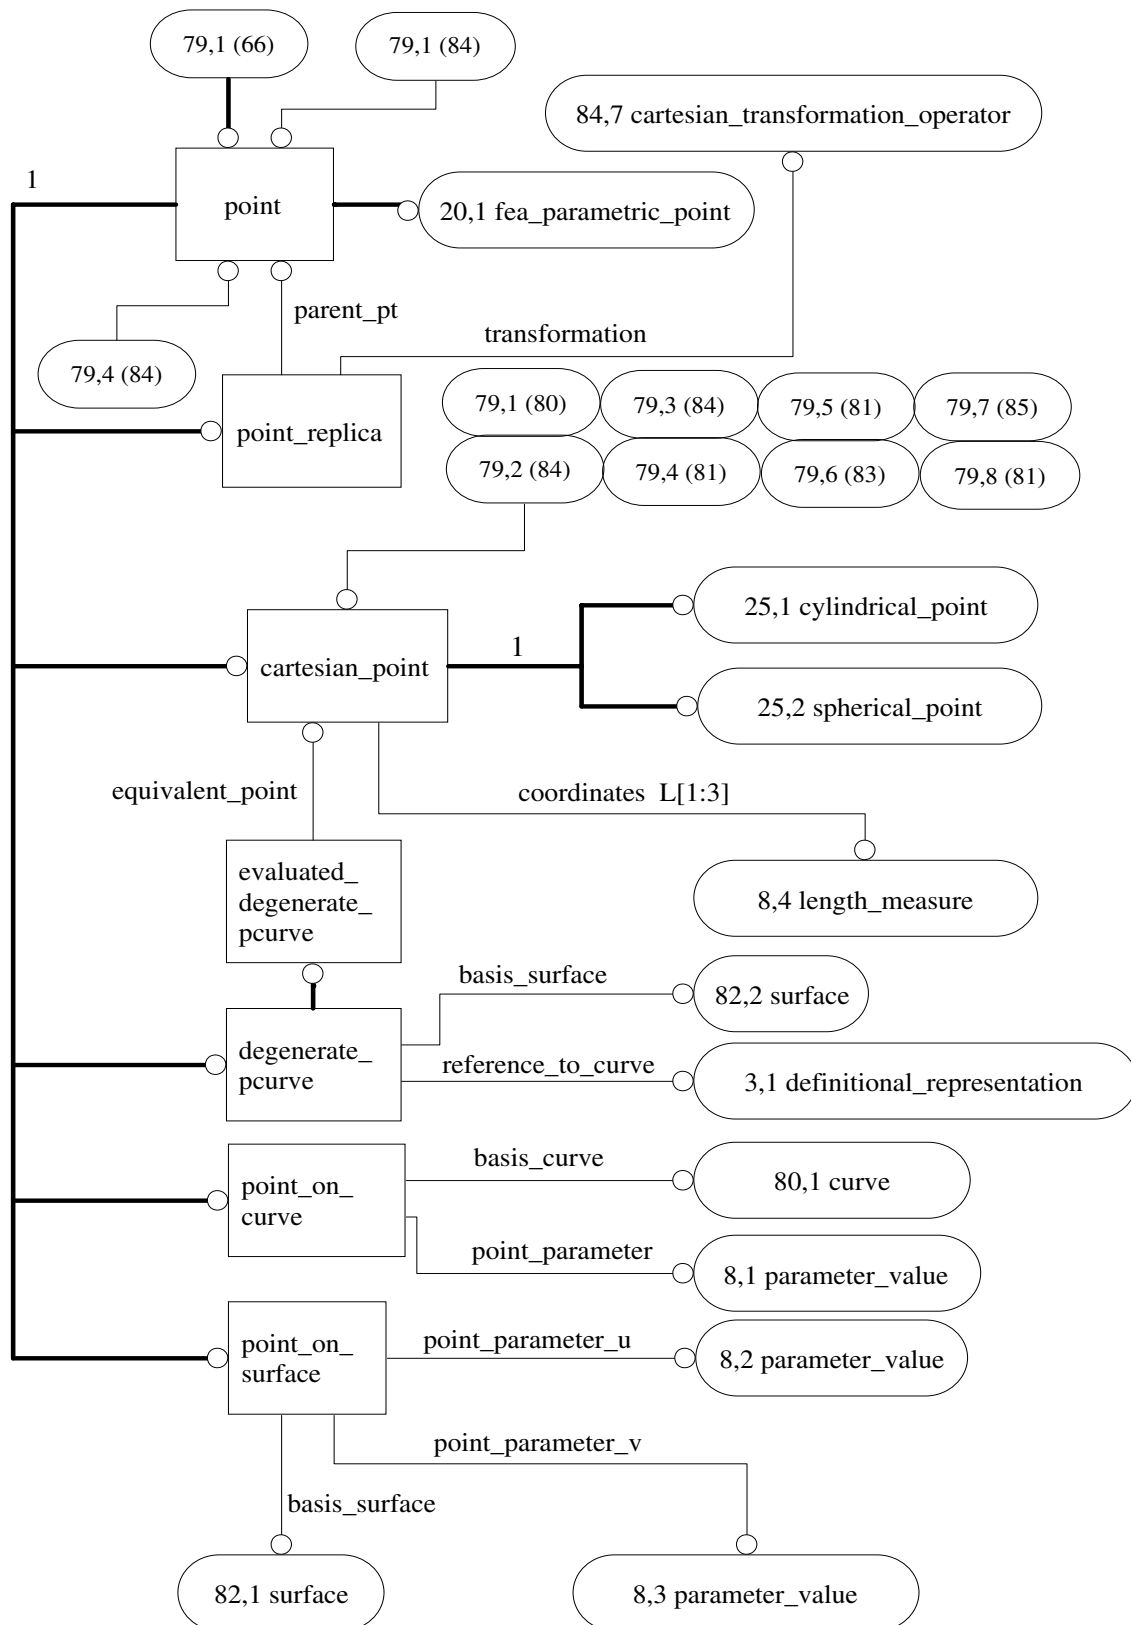 79,1 (66)
79,1 (84)
84,7 cartesian_transformation_operator
1
point
20,1 fea_parametric_point
parent_pt
transformation
79,4 (84)
point_replica
79,1 (80)
79,3 (84)
79,5 (81)
79,7 (85)
79,2 (84)
79,4 (81)
79,6 (83)
79,8 (81)
25,1 cylindrical_point
1
cartesian_point
25,2 spherical_point
equivalent_point
coordinates L[1:3]
evaluated_
degenerate_
pcurve
8,4 length_measure
basis_surface
82,2 surface
degenerate_
pcurve
reference_to_curve
3,1 definitional_representation
basis_curve
80,1 curve
point_on_
curve
point_parameter
8,1 parameter_value
point_on_
surface
point_parameter_u
8,2 parameter_value
point_parameter_v
basis_surface
82,1 surface
8,3 parameter_value